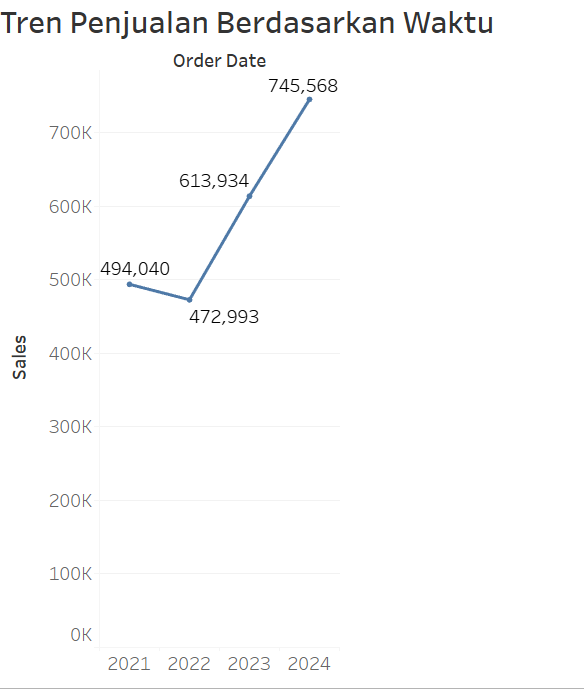 Tren Penjualan Berdasarkan Waktu
Order Date
745,568
700K
613,934
600K
494,040
500K
472,993
Sales
400K
300K
200K
100K
0K
2021 2022 2023 2024